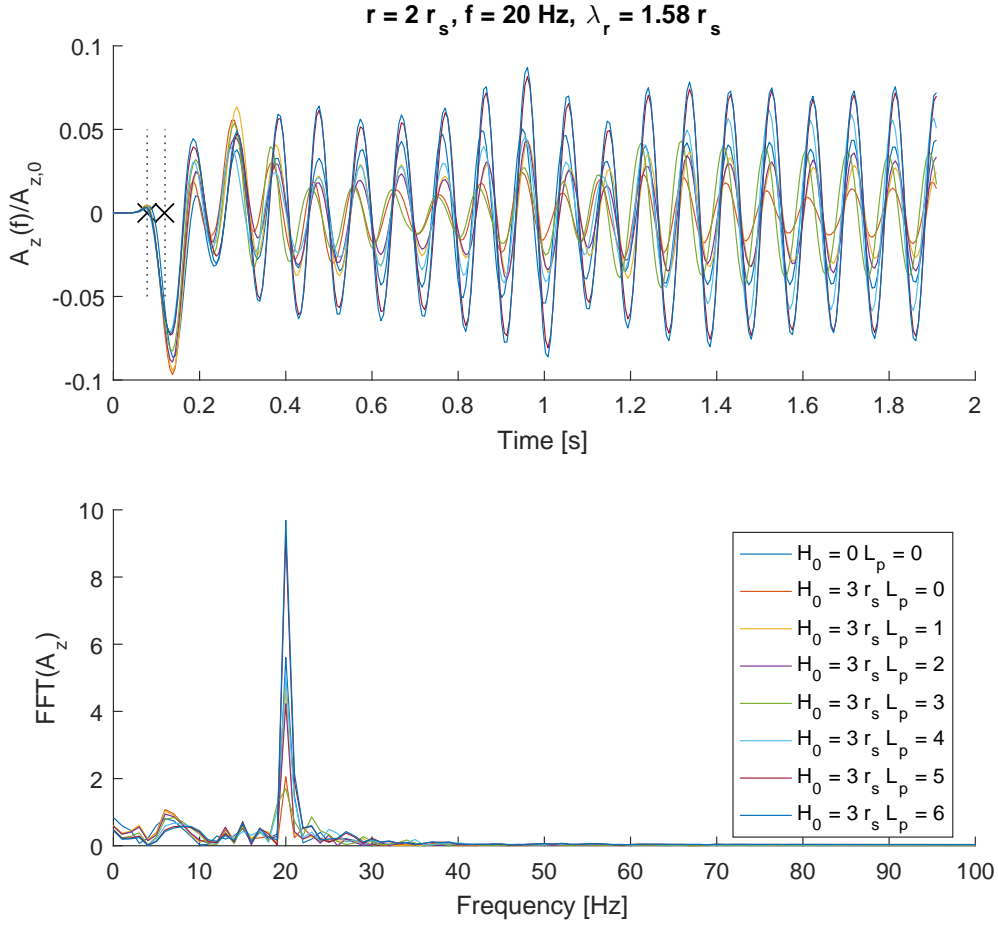 r = 2 r_s, f = 20 Hz, λ_r = 1.58 r_s
A_z(f)/A_{z,0}
0.1
0.05
0
-0.05
-0.1
0 0.2 0.4 0.6 0.8 1 1.2 1.4 1.6 1.8 2
Time [s]
FFT(A_z)
10
8
6
4
2
0
0 10 20 30 40 50 60 70 80 90 100
Frequency [Hz]
H_0 = 0 L_p = 0
H_0 = 3 r_s L_p = 0
H_0 = 3 r_s L_p = 1
H_0 = 3 r_s L_p = 2
H_0 = 3 r_s L_p = 3
H_0 = 3 r_s L_p = 4
H_0 = 3 r_s L_p = 5
H_0 = 3 r_s L_p = 6